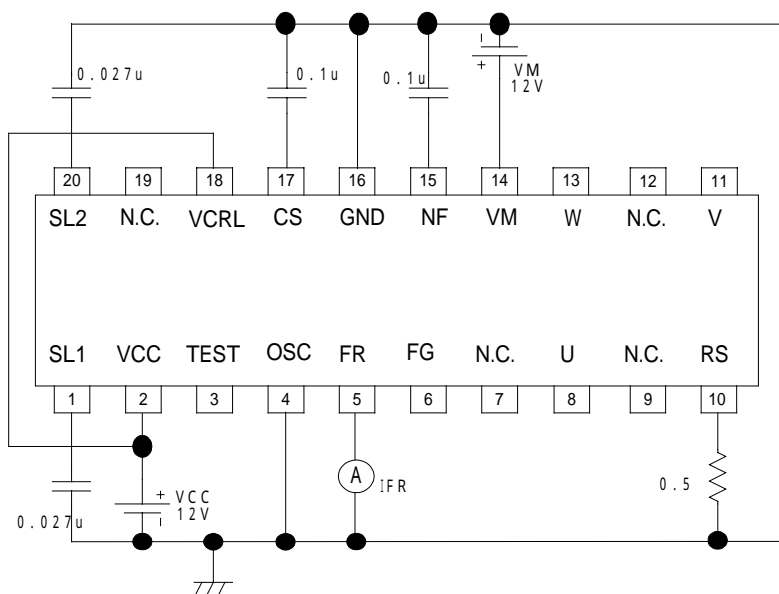 0.027u
0.1u
0.1u
- + VM
12V
20 19 18 17 16 15 14 13 12 11
SL2 N.C. VCRL CS GND NF VM W N.C. V
SL1 VCC TEST OSC FR FG N.C. U N.C. RS
1 2 3 4 5 6 7 8 9 10
0.027u
+ VCC
- 12V
A IFR
0.5